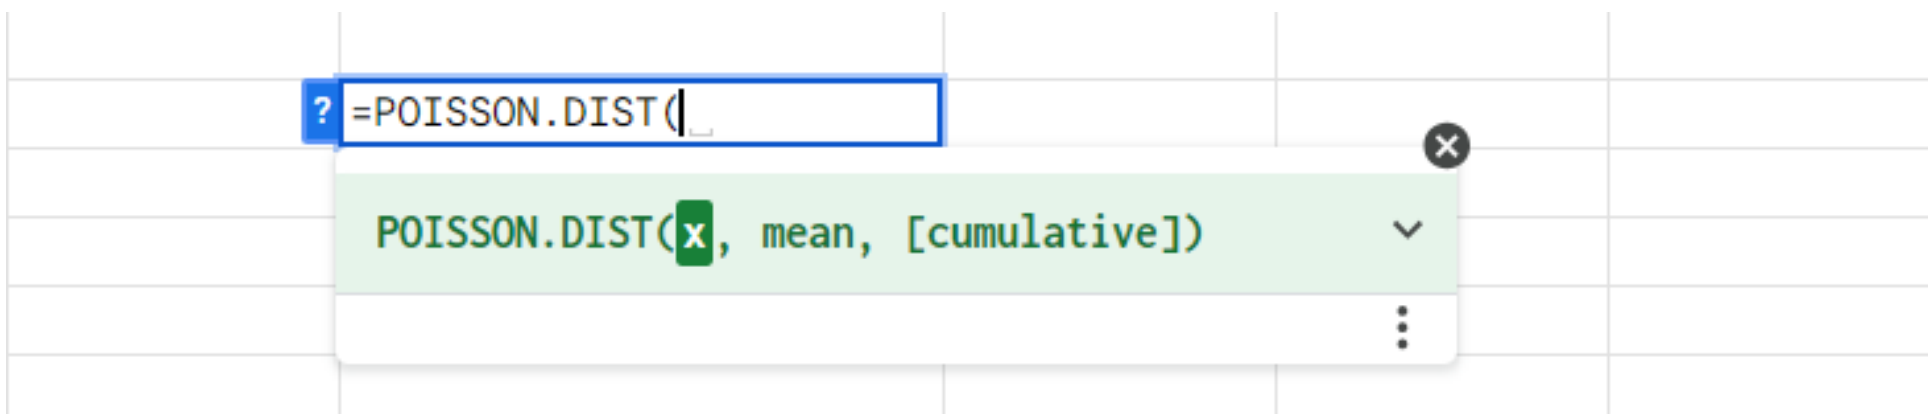 ? =POISSON.DIST(
POISSON.DIST(x, mean, [cumulative])